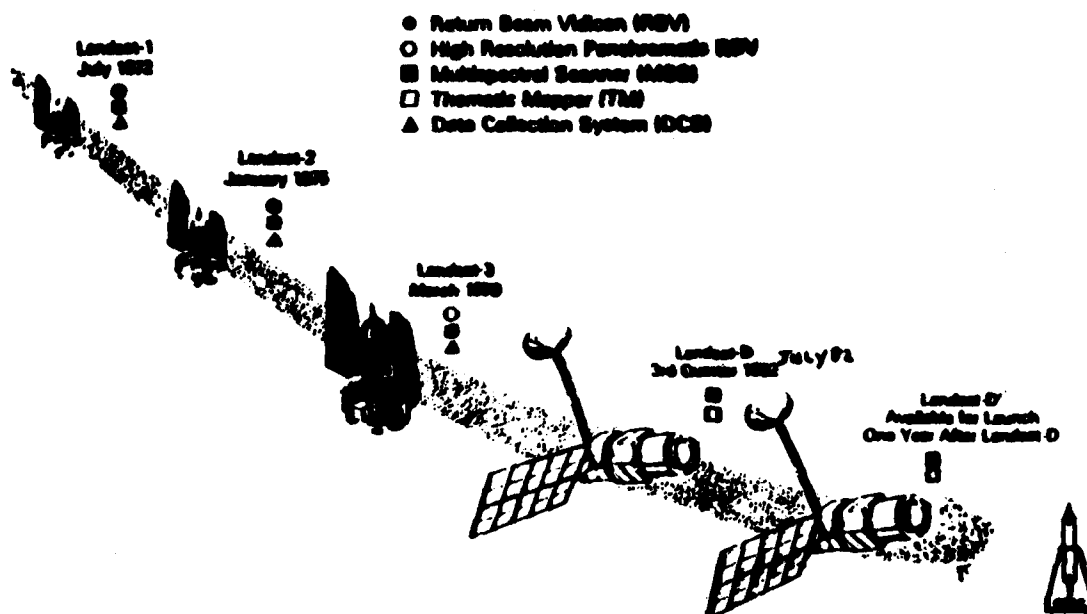 Return Beam Vidicon (RBV)
High Resolution Panchromatic RBV
Multispectral Scanner (MSS)
Thematic Mapper (TM)
Data Collection System (DCS)
Landsat-1
July 1972
Landsat-2
January 1975
Landsat-3
March 1978
Landsat-D
3rd Quarter 1982 July 82
Landsat-D'
Available for Launch
One Year After Landsat-D